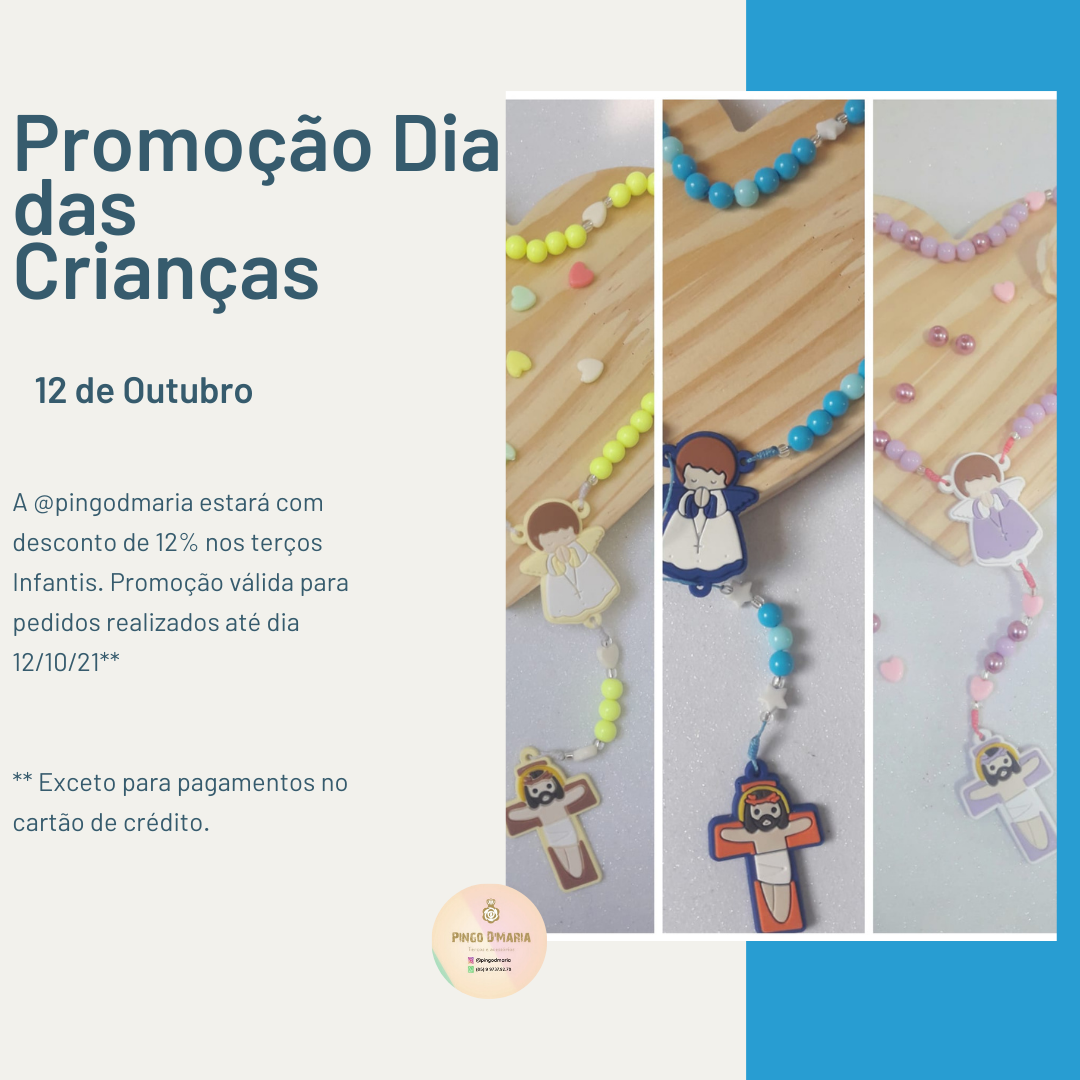 Promoção Dia
das
Crianças
12 de Outubro
A @pingodmaria estará com
desconto de 12% nos terços
Infantis. Promoção válida para
pedidos realizados até dia
12/10/21**
** Exceto para pagamentos no
cartão de crédito.
PINGO D'MARIA
@pingodmaria